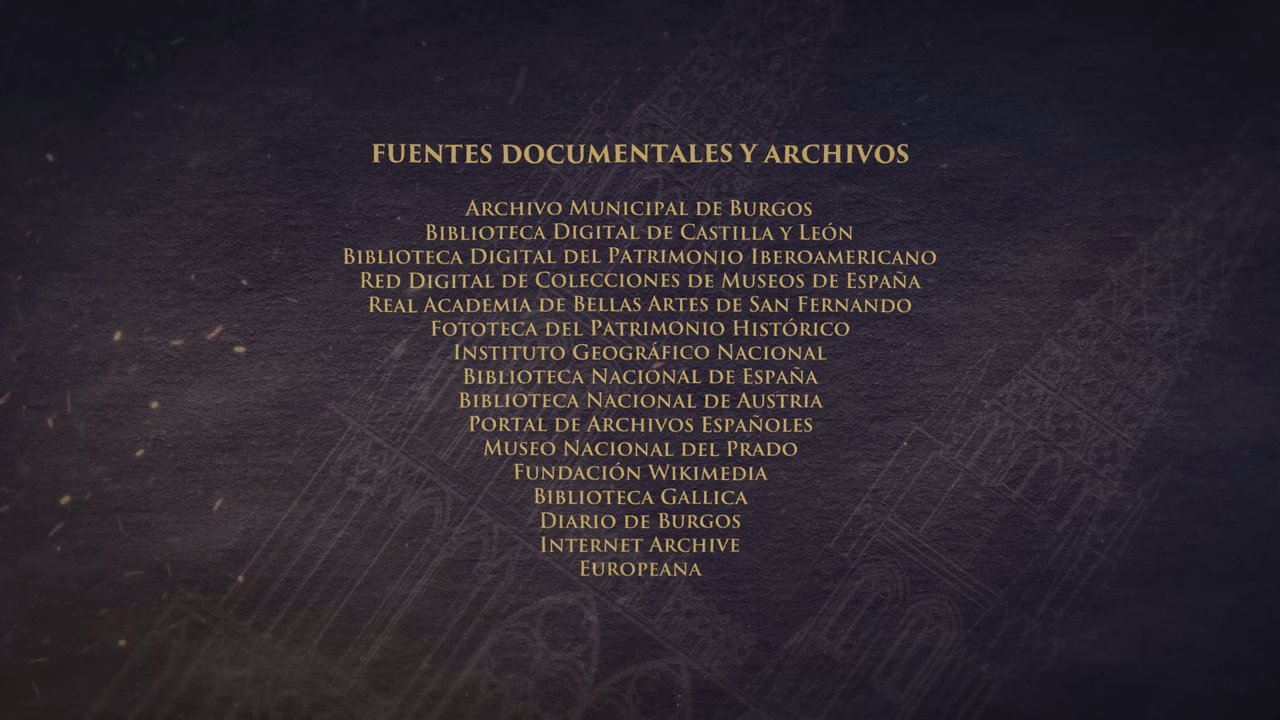 FUENTES DOCUMENTALES Y ARCHIVOS
ARCHIVO MUNICIPAL DE BURGOS
BIBLIOTECA DIGITAL DE CASTILLA Y LEÓN
BIBLIOTECA DIGITAL DEL PATRIMONIO IBEROAMERICANO
RED DIGITAL DE COLECCIONES DE MUSEOS DE ESPAÑA
REAL ACADEMIA DE BELLAS ARTES DE SAN FERNANDO
FOTOTECA DEL PATRIMONIO HISTÓRICO
INSTITUTO GEOGRÁFICO NACIONAL
BIBLIOTECA NACIONAL DE ESPAÑA
BIBLIOTECA NACIONAL DE AUSTRIA
PORTAL DE ARCHIVOS ESPAÑOLES
MUSEO NACIONAL DEL PRADO
FUNDACIÓN WIKIMEDIA
BIBLIOTECA GALLICA
DIARIO DE BURGOS
INTERNET ARCHIVE
EUROPEANA